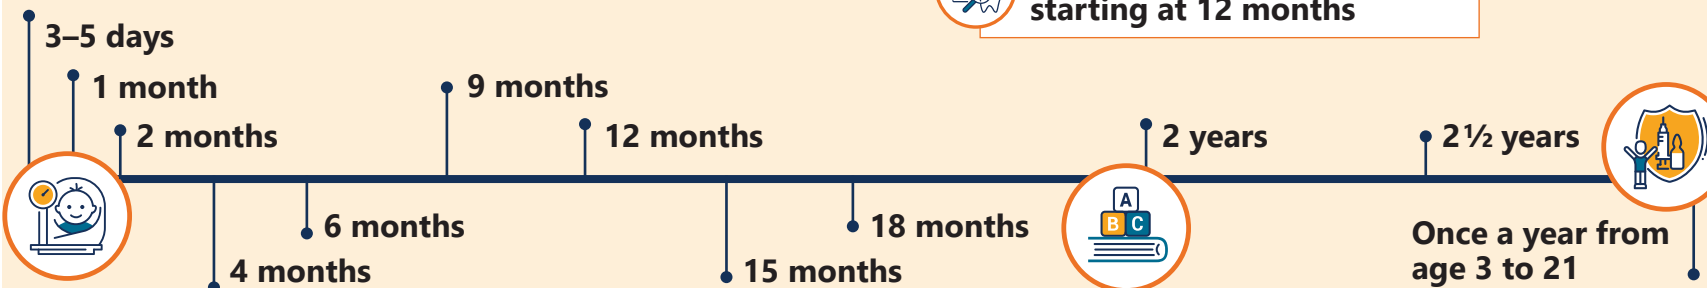 starting at 12 months
3–5 days
1 month
2 months
9 months
12 months
2 years
2½ years
4 months
6 months
15 months
18 months
A
B C
Once a year from
age 3 to 21